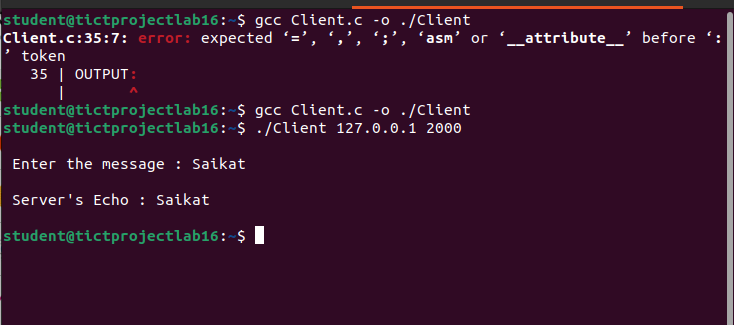 student@tictprojectlab16:~$ gcc Client.c -o ./Client
Client.c:35:7: error: expected ‘=’, ‘,’, ‘;’, ‘asm’ or ‘__attribute__’ before ‘:
’ token
   35 | OUTPUT:
      |       ^
student@tictprojectlab16:~$ gcc Client.c -o ./Client
student@tictprojectlab16:~$ ./Client 127.0.0.1 2000
 Enter the message : Saikat
 Server's Echo : Saikat
student@tictprojectlab16:~$